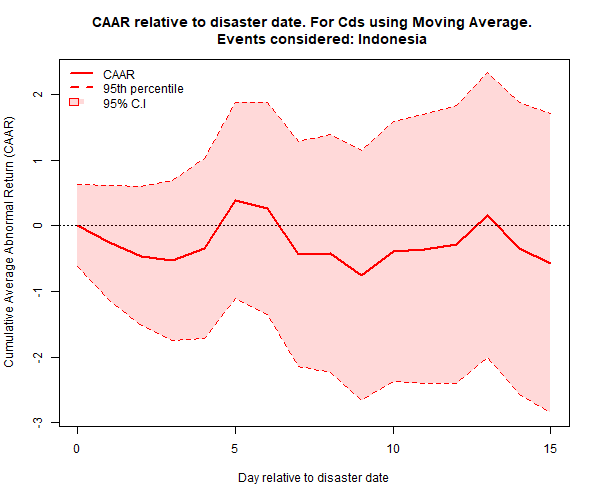 CAAR relative to disaster date. For Cds using Moving Average.
Events considered: Indonesia
CAAR
95th percentile
95% C.I
Cumulative Average Abnormal Return (CAAR)
2
1
0
-1
-2
-3
0 5 10 15
Day relative to disaster date